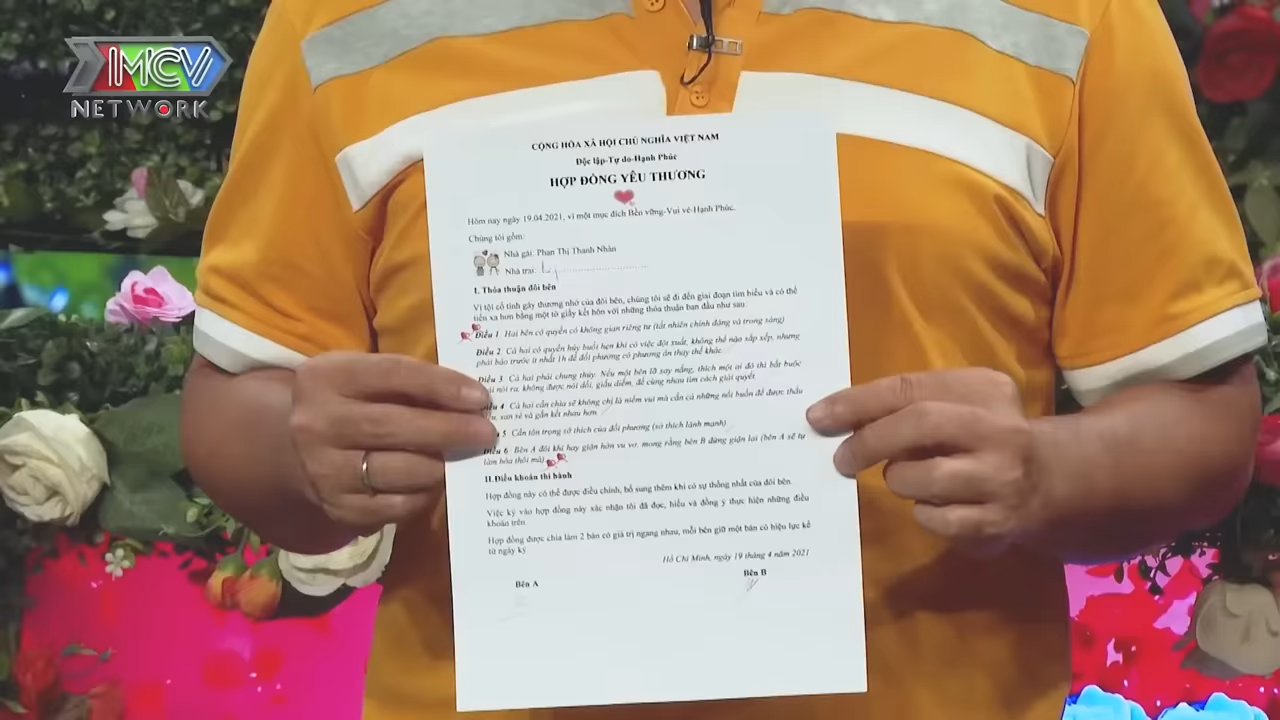 MCV
NETWORK
CỘNG HÒA XÃ HỘI CHỦ NGHĨA VIỆT NAM
Độc lập-Tự do-Hạnh Phúc
HỢP ĐỒNG YÊU THƯƠNG
Hôm nay ngày 19.04.2021, vì một mục đích Bền vững-Vui vẻ-Hạnh Phúc.
Chúng tôi gồm:
Nhà gái: Phan Thị Thanh Nhàn
Nhà trai:
I. Thỏa thuận đôi bên
Vì tội cố tình gây thương nhớ của đôi bên, chúng tôi sẽ đi đến giai đoạn tìm hiểu và có thể
tiến xa hơn bằng một tờ giấy kết hôn với những thỏa thuận ban đầu như sau:
Điều 1. Hai bên có quyền có không gian riêng tư (tất nhiên chính đáng và trong sáng)
Điều 2. Cả hai có quyền hủy buổi hẹn khi có việc đột xuất, không thể nào sắp xếp, nhưng
phải báo trước ít nhất 1h để đối phương có phương án thay thế khác.
Điều 3. Cả hai phải chung thủy. Nếu một bên lỡ say nắng, thích một ai đó thì bắt buộc
nói ra, không được nói dối, giấu diếm, để cùng nhau tìm cách giải quyết.
4. Cả hai cần chia sẻ không chỉ là niềm vui mà cần cả những nỗi buồn để được thấu
san sẻ và gắn kết nhau hơn.
5. Cần tôn trọng sở thích của đối phương (sở thích lành mạnh)
Điều 6. Bên A đôi khi hay giận hờn vu vơ, mong rằng bên B đừng giận lại (bên A sẽ tự
làm hòa thôi mà)
II. Điều khoản thi hành
Hợp đồng này có thể được điều chỉnh, bổ sung thêm khi có sự thống nhất của đôi bên.
Việc ký vào hợp đồng này xác nhận tôi đã đọc, hiểu và đồng ý thực hiện những điều
khoản trên.
Hợp đồng được chia làm 2 bản có giá trị ngang nhau, mỗi bên giữ một bản có hiệu lực kể
từ ngày ký.
Hồ Chí Minh, ngày 19 tháng 4 năm 2021
Bên A
Bên B